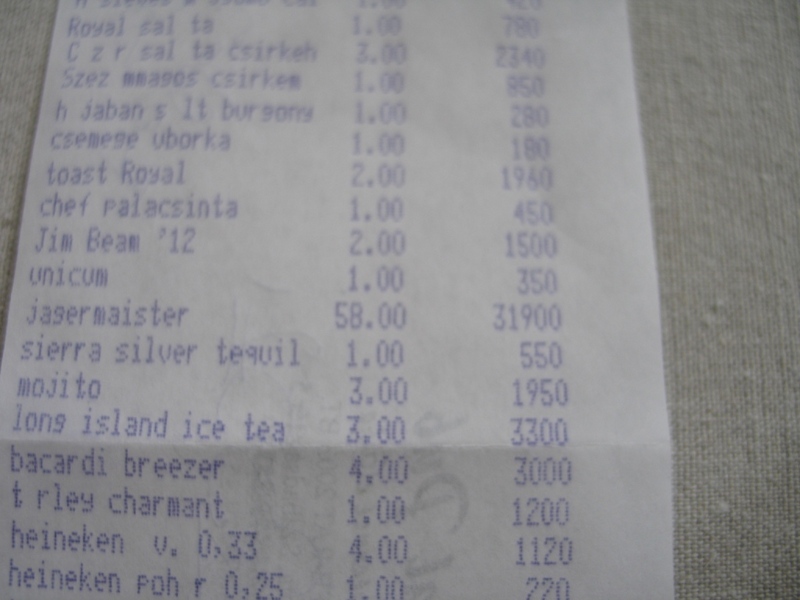 Royal sal ta 1.00 780
C z r sal ta csirkeh 3.00 2340
Szez mmagos csirkem 1.00 850
h jaban s lt burgony 1.00 280
csemege uborka 1.00 180
toast Royal 2.00 1960
chef palacsinta 1.00 450
Jim Beam '12 2.00 1500
unicum 1.00 350
jagermaister 58.00 31900
sierra silver tequil 1.00 550
mojito 3.00 1950
long island ice tea 3.00 3300
bacardi breezer 4.00 3000
t rley charmant 1.00 1200
heineken v. 0,33 4.00 1120
heineken poh r 0,25 1.00 220